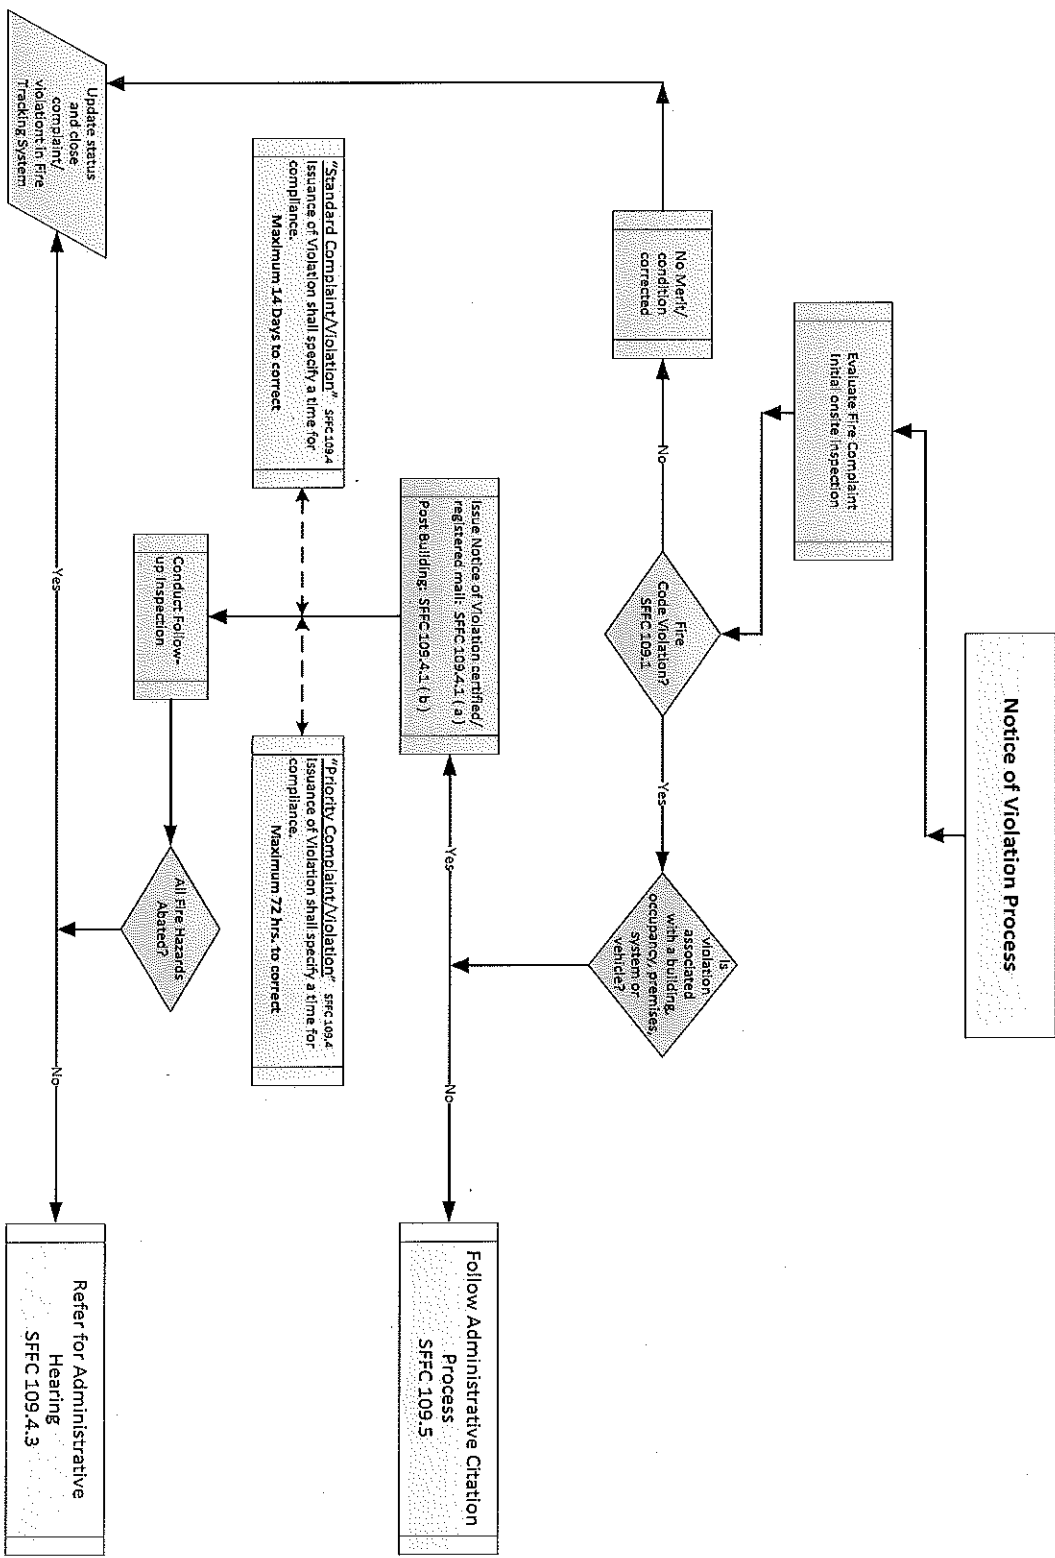 Notice of Violation Process
Evaluate Fire Complaint
Initial onsite Inspection
Fire
Code Violation?
SFFC 109.1
No
No Merit/
condition
corrected
Yes
Is
violation
associated
with a building,
occupancy, premises,
system or
vehicle?
Yes
No
Issue Notice of Violation certified/
registered mail: SFFC 109.4.1 (a)
Post Building: SFFC 109.4.1 (b)
Follow Administrative Citation
Process
SFFC 109.5
"Standard Complaint/Violation" SFFC 109.4
Issuance of Violation shall specify a time for
compliance.
Maximum 14 Days to correct
"Priority Complaint/Violation" SFFC 109.4
Issuance of Violation shall specify a time for
compliance.
Maximum 72 hrs. to correct
Conduct Follow-
up Inspection
All Fire Hazards
Abated?
Yes
No
Update status
and close
complaint/
violationt in Fire
Tracking System
Refer for Administrative
Hearing
SFFC 109.4.3